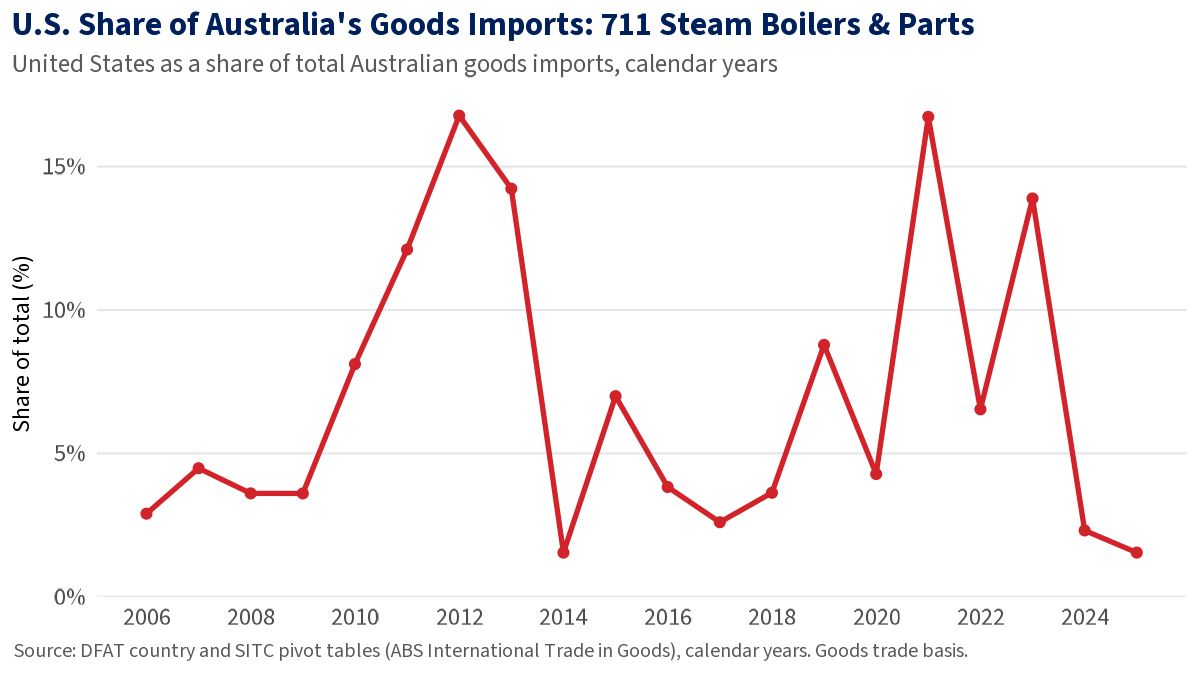 U.S. Share of Australia's Goods Imports: 711 Steam Boilers & Parts
United States as a share of total Australian goods imports, calendar years
Share of total (%)
15%
10%
5%
0%
2006 2008 2010 2012 2014 2016 2018 2020 2022 2024
Source: DFAT country and SITC pivot tables (ABS International Trade in Goods), calendar years. Goods trade basis.